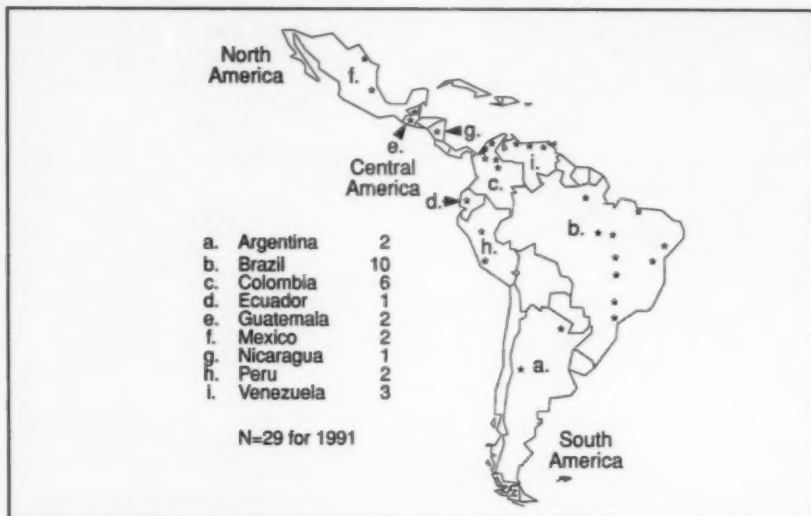 North
America
f.
e.
g.
Central
America
i.
c.
d.
b.
h.
a. Argentina 2
b. Brazil 10
c. Colombia 6
d. Ecuador 1
e. Guatemala 2
f. Mexico 2
g. Nicaragua 1
h. Peru 2
i. Venezuela 3
a.
N=29 for 1991
South
America